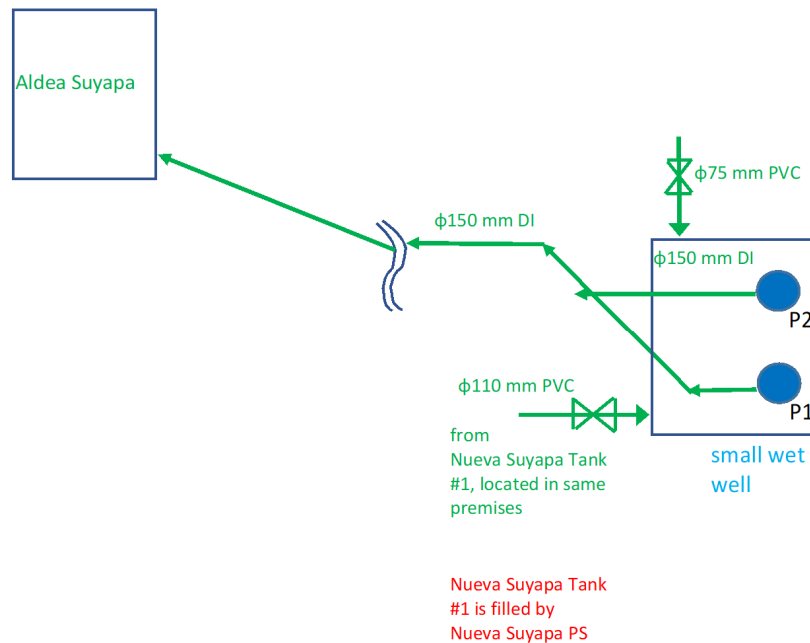 Aldea Suyapa
ϕ75 mm PVC
ϕ150 mm DI
ϕ150 mm DI
P2
ϕ110 mm PVC
P1
from
Nueva Suyapa Tank
#1, located in same
premises
small wet
well
Nueva Suyapa Tank
#1 is filled by
Nueva Suyapa PS